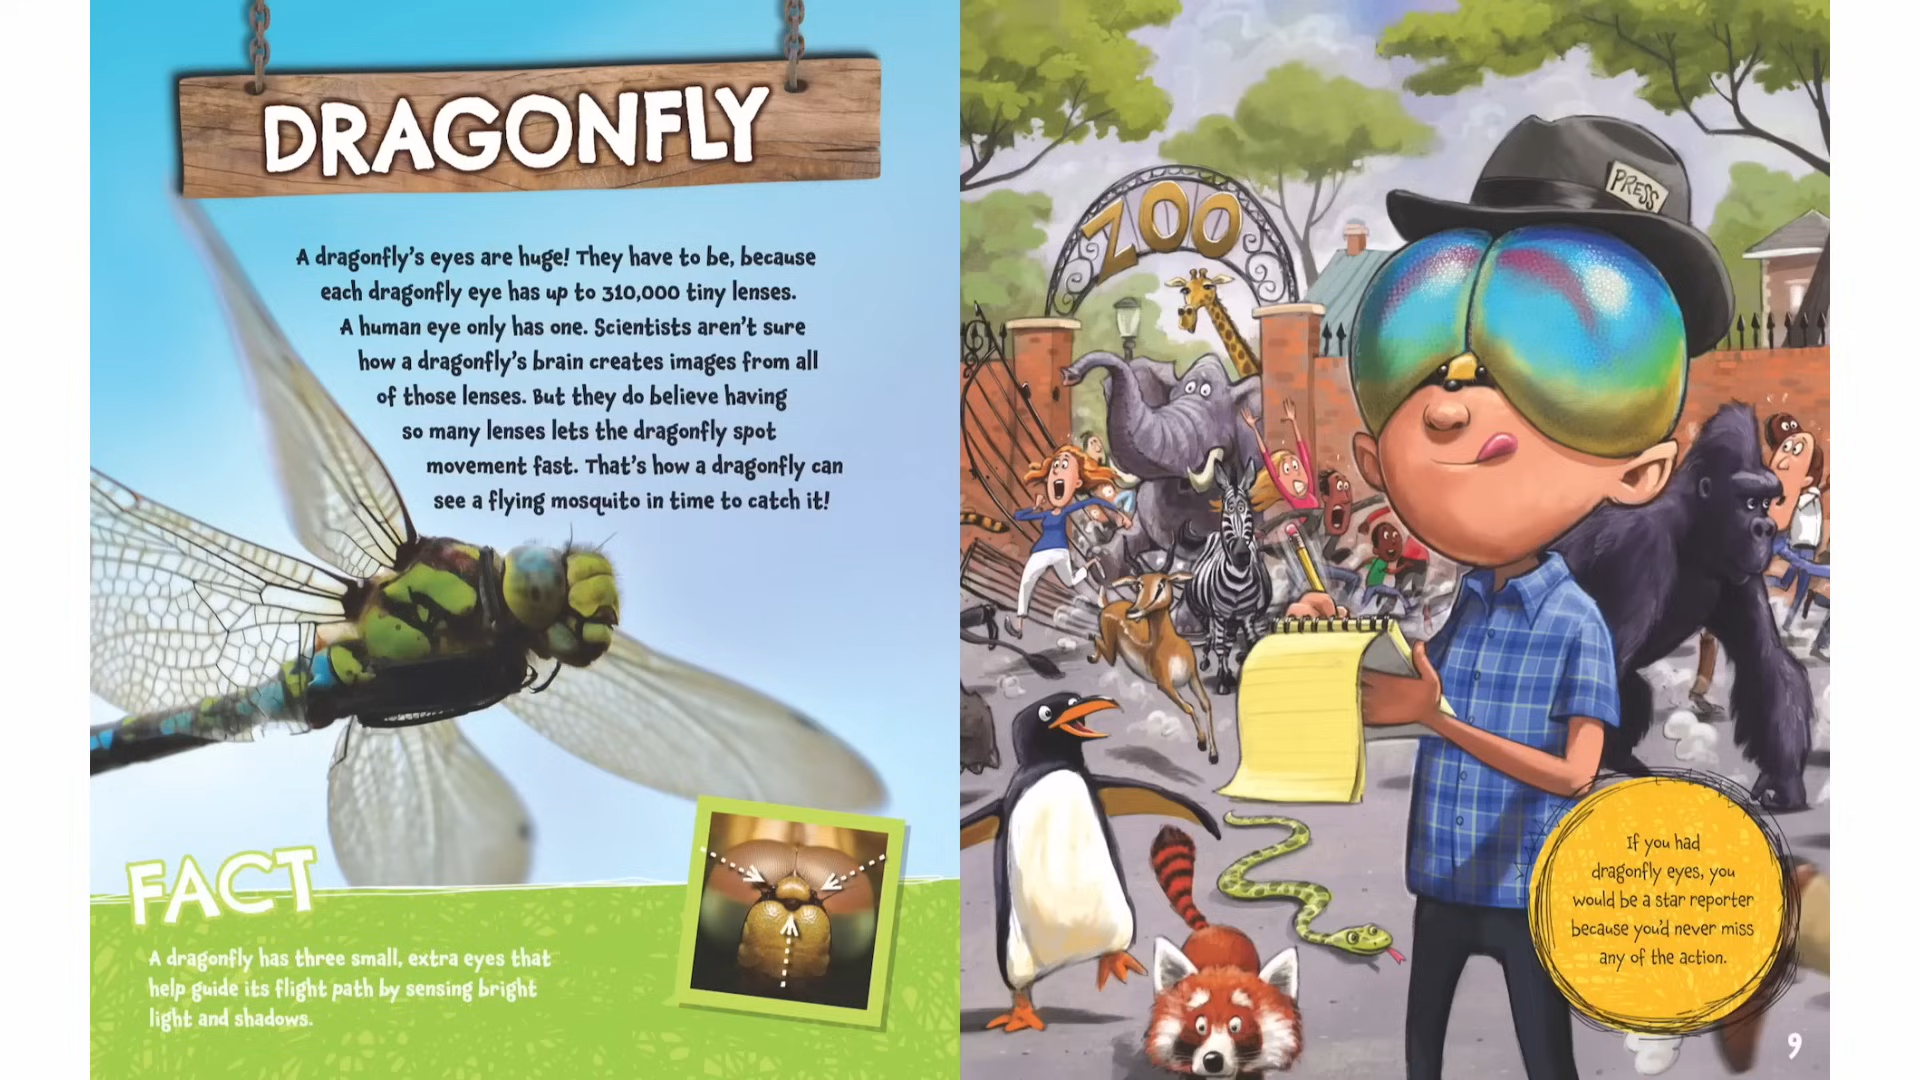 DRAGONFLY
A dragonfly's eyes are huge! They have to be, because
each dragonfly eye has up to 310,000 tiny lenses.
A human eye only has one. Scientists aren't sure
how a dragonfly's brain creates images from all
of those lenses. But they do believe having
so many lenses lets the dragonfly spot
movement fast. That's how a dragonfly can
see a flying mosquito in time to catch it!
FACT
A dragonfly has three small, extra eyes that
help guide its flight path by sensing bright
light and shadows.
ZOO
PRESS
If you had
dragonfly eyes, you
would be a star reporter
because you'd never miss
any of the action.
9